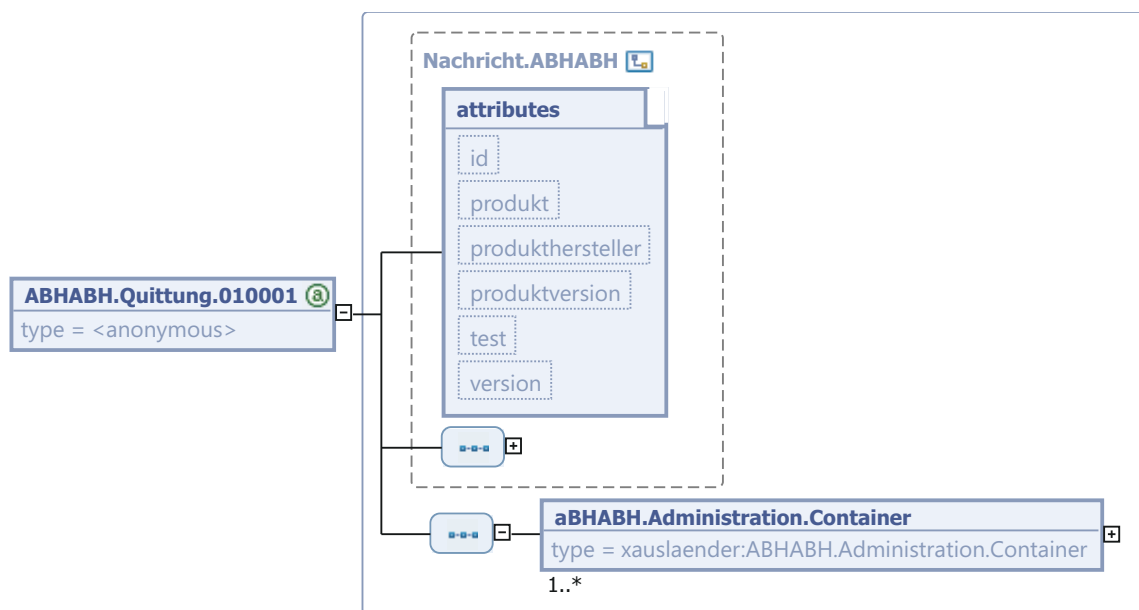 Nachricht.ABHABH
attributes
id
produkt
produkthersteller
produktversion
test
version
ABHABH.Quittung.010001 @
type = <anonymous>
aBHABH.Administration.Container
type = xauslaender:ABHABH.Administration.Container
1..*